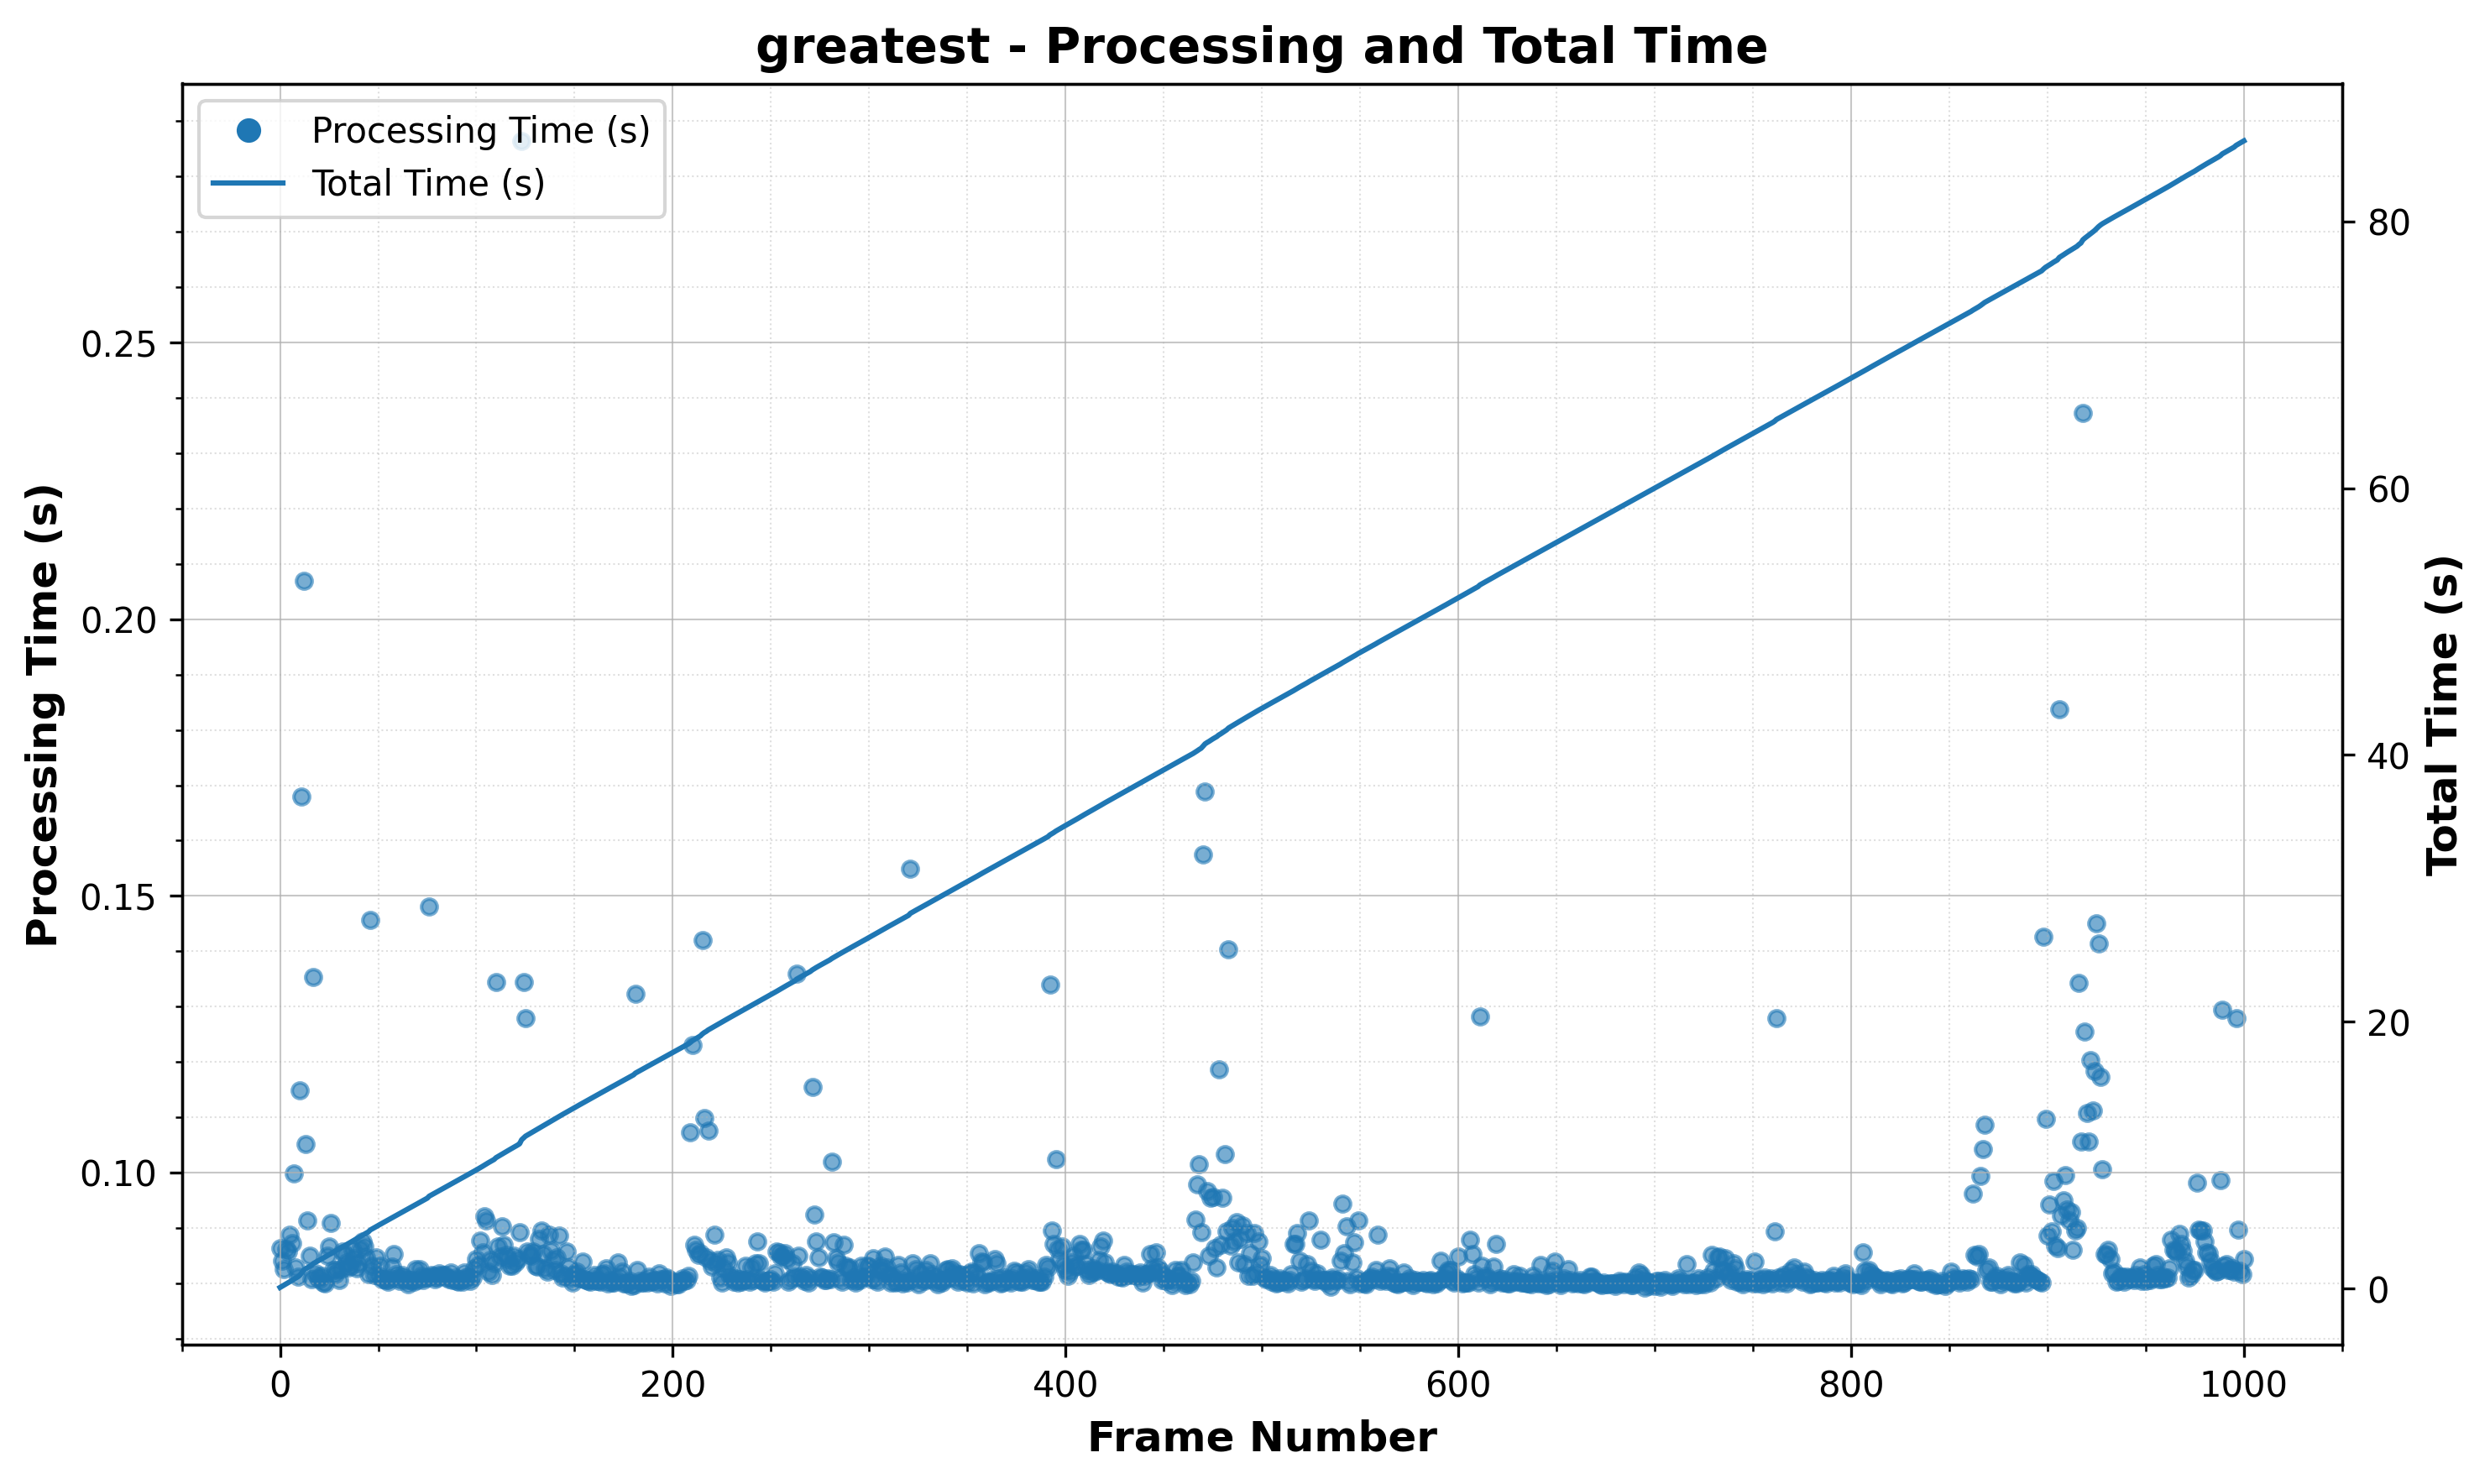 greatest - Processing and Total Time
Processing Time (s)
Total Time (s)
0.25
0.20
0.15
0.10
Processing Time (s)
80
60
40
20
0
Total Time (s)
0 200 400 600 800 1000
Frame Number